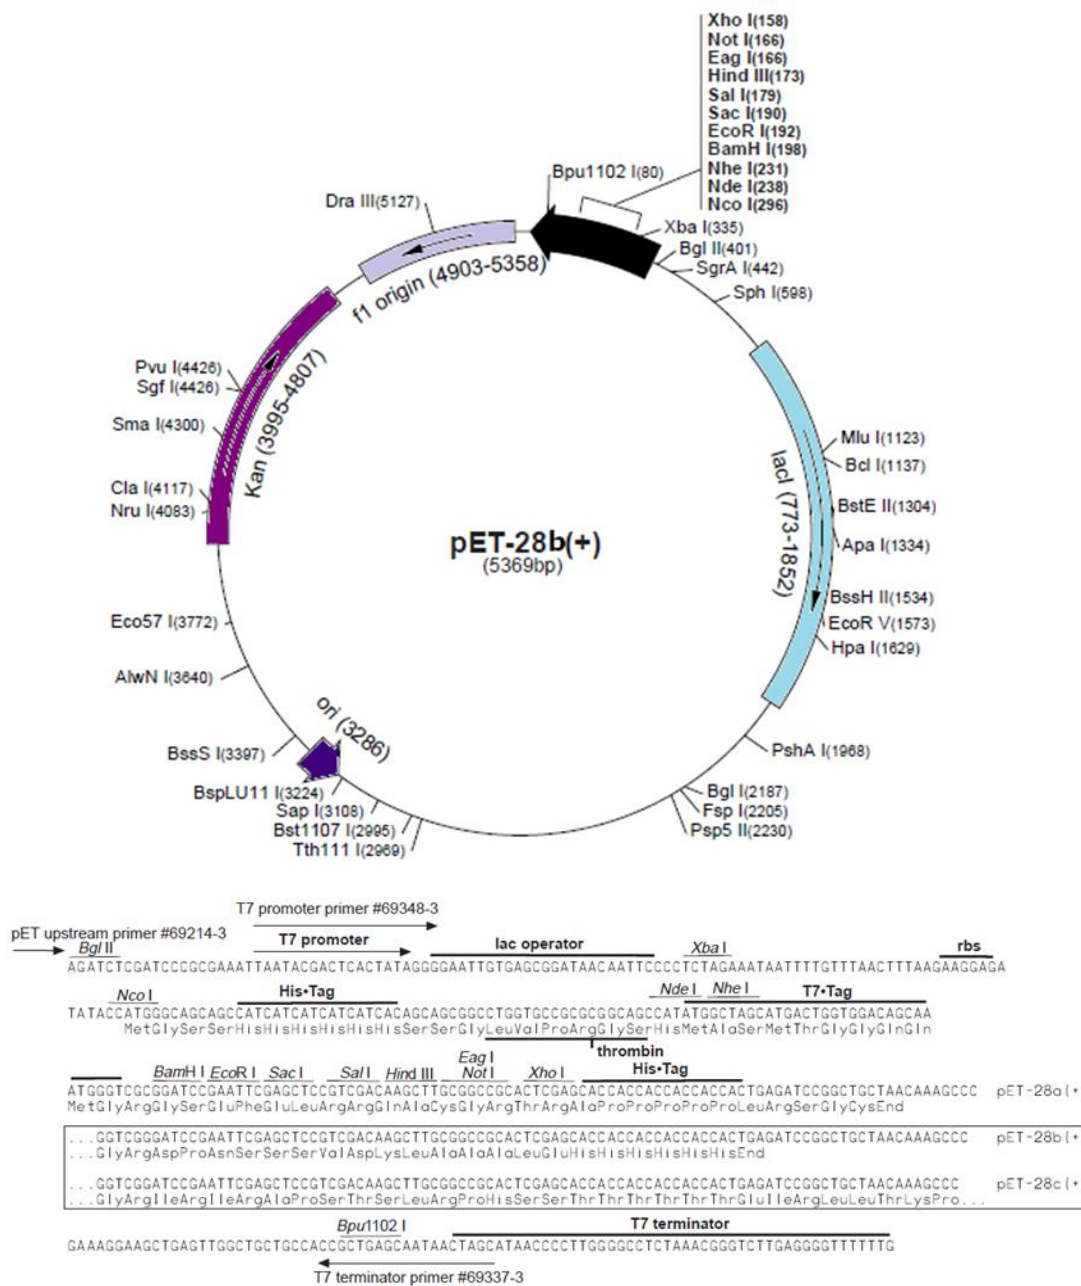 Xho I(158)
Not I(166)
Eag I(166)
Hind III(173)
Sal I(179)
Sac I(190)
EcoR I(192)
BamH I(198)
Nhe I(231)
Nde I(238)
Nco I(296)
Bpu1102 I(80)
Dra III(5127)
Xba I(335)
Bgl II(401)
SgrA I(442)
Sph I(598)
f1 origin (4903-5358)
Pvu I(4426)
Sgf I(4426)
Sma I(4300)
Cla I(4117)
Nru I(4083)
Kan (3995-4807)
lacI (773-1852)
Mlu I(1123)
Bcl I(1137)
BstE II(1304)
Apa I(1334)
BssH II(1534)
EcoR V(1573)
Hpa I(1629)
pET-28b(+)
(5369bp)
Eco57 I(3772)
AlwN I(3640)
ori (3286)
BssS I(3397)
PshA I(1968)
BspLU11 I(3224)
Sap I(3108)
Bst1107 I(2995)
Tth111 I(2969)
Bgl I(2187)
Fsp I(2205)
Psp5 II(2230)
T7 promoter primer #69348-3
pET upstream primer #69214-3
Bgl II T7 promoter lac operator Xba I rbs
AGATCTCGATCCCGCGAAATTAATACGACTCACTATAGGGGAATTGTGAGCGGATAACAATTCCCCTCTAGAAATAATTTTGTTTAACTTTAAGAAGGAGA
Nco I His•Tag Nde I Nhe I T7•Tag
TATACCATGGGCAGCAGCCATCATCATCATCATCACAGCAGCGGCCTGGTGCCGCGCGGCAGCCATATGGCTAGCATGACTGGTGGACAGCAA
MetGlySerSerHisHisHisHisHisHisSerSerGlyLeuValProArgGlySerHisMetAlaSerMetThrGlyGlyGlnGln
thrombin
BamH I EcoR I Sac I Sal I Hind III Eag I Not I Xho I His•Tag
ATGGGTCGCGGATCCGAATTCGAGCTCCGTCGACAAGCTTGCGGCCGCACTCGAGCACCACCACCACCACCACTGAGATCCGGCTGCTAACAAAGCCC pET-28a(+
MetGlyArgGlySerGluPheGluLeuArgArgGlnAlaCysGlyArgThrArgAlaProProProProProLeuArgSerGlyCysEnd
...GGTCGGGATCCGAATTCGAGCTCCGTCGACAAGCTTGCGGCCGCACTCGAGCACCACCACCACCACCACTGAGATCCGGCTGCTAACAAAGCCC pET-28b(+
...GlyArgAspProAsnSerSerSerValAspLysLeuAlaAlaAlaLeuGluHisHisHisHisHisHisEnd
...GGTCGGATCCGAATTCGAGCTCCGTCGACAAGCTTGCGGCCGCACTCGAGCACCACCACCACCACCACTGAGATCCGGCTGCTAACAAAGCCC pET-28c(+
...GlyArgIleArgIleArgAlaProSerThrSerLeuArgProHisSerSerThrThrThrThrThrThrGluIleArgLeuLeuThrLysPro...
Bpu1102 I T7 terminator
GAAAGGAAGCTGAGTTGGCTGCTGCCACCGCTGAGCAATAACTAGCATAACCCCTTGGGGCCTCTAAACGGGTCTTGAGGGGTTTTTTG
T7 terminator primer #69337-3